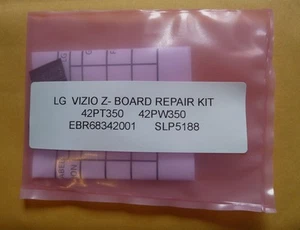 LG VIZIO Z- BOARD REPAIR KIT
42PT350 42PW350
EBR68342001 SLP5188